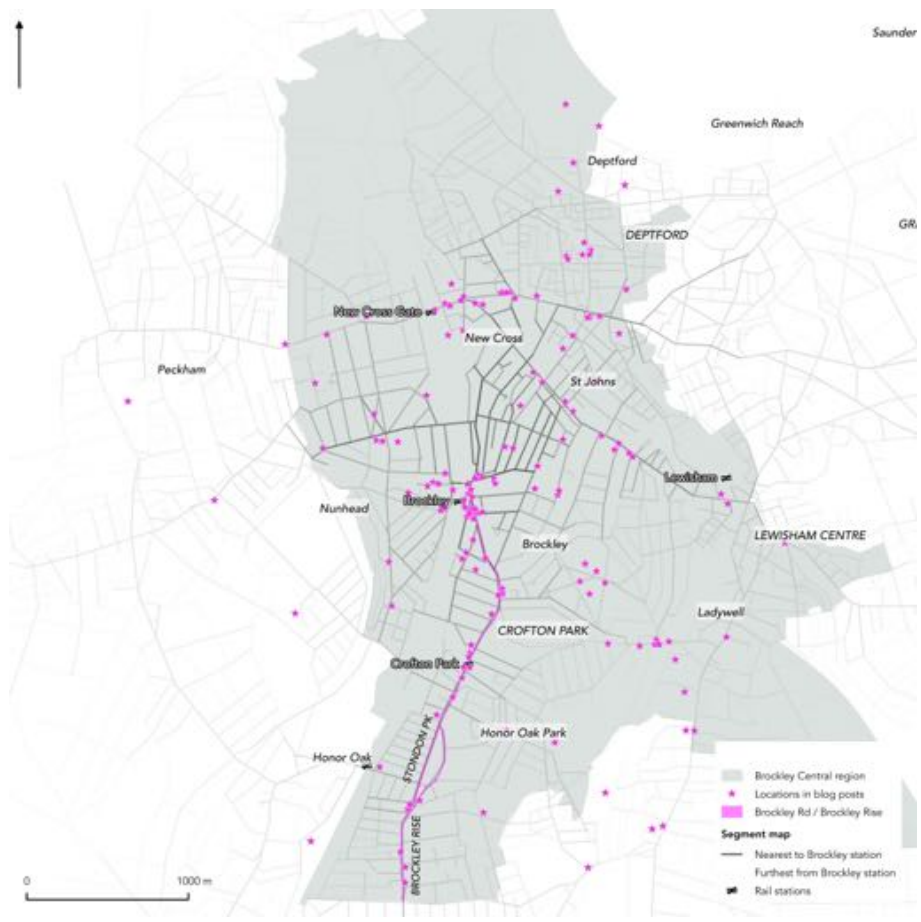 Saunder
Greenwich Reach
Deptford
GR
DEPTFORD
New Cross Gate
New Cross
Peckham
St Johns
Lewisham
Brockley
Nunhead
LEWISHAM CENTRE
Brockley
Ladywell
CROFTON PARK
Crofton Park
STONDON PK
Honor Oak Park
Honor Oak
BROCKLEY RISE
Brockley Central region
Locations in blog posts
Brockley Rd / Brockley Rise
Segment map
Nearest to Brockley station
Furthest from Brockley station
Rail stations
0 1000 m